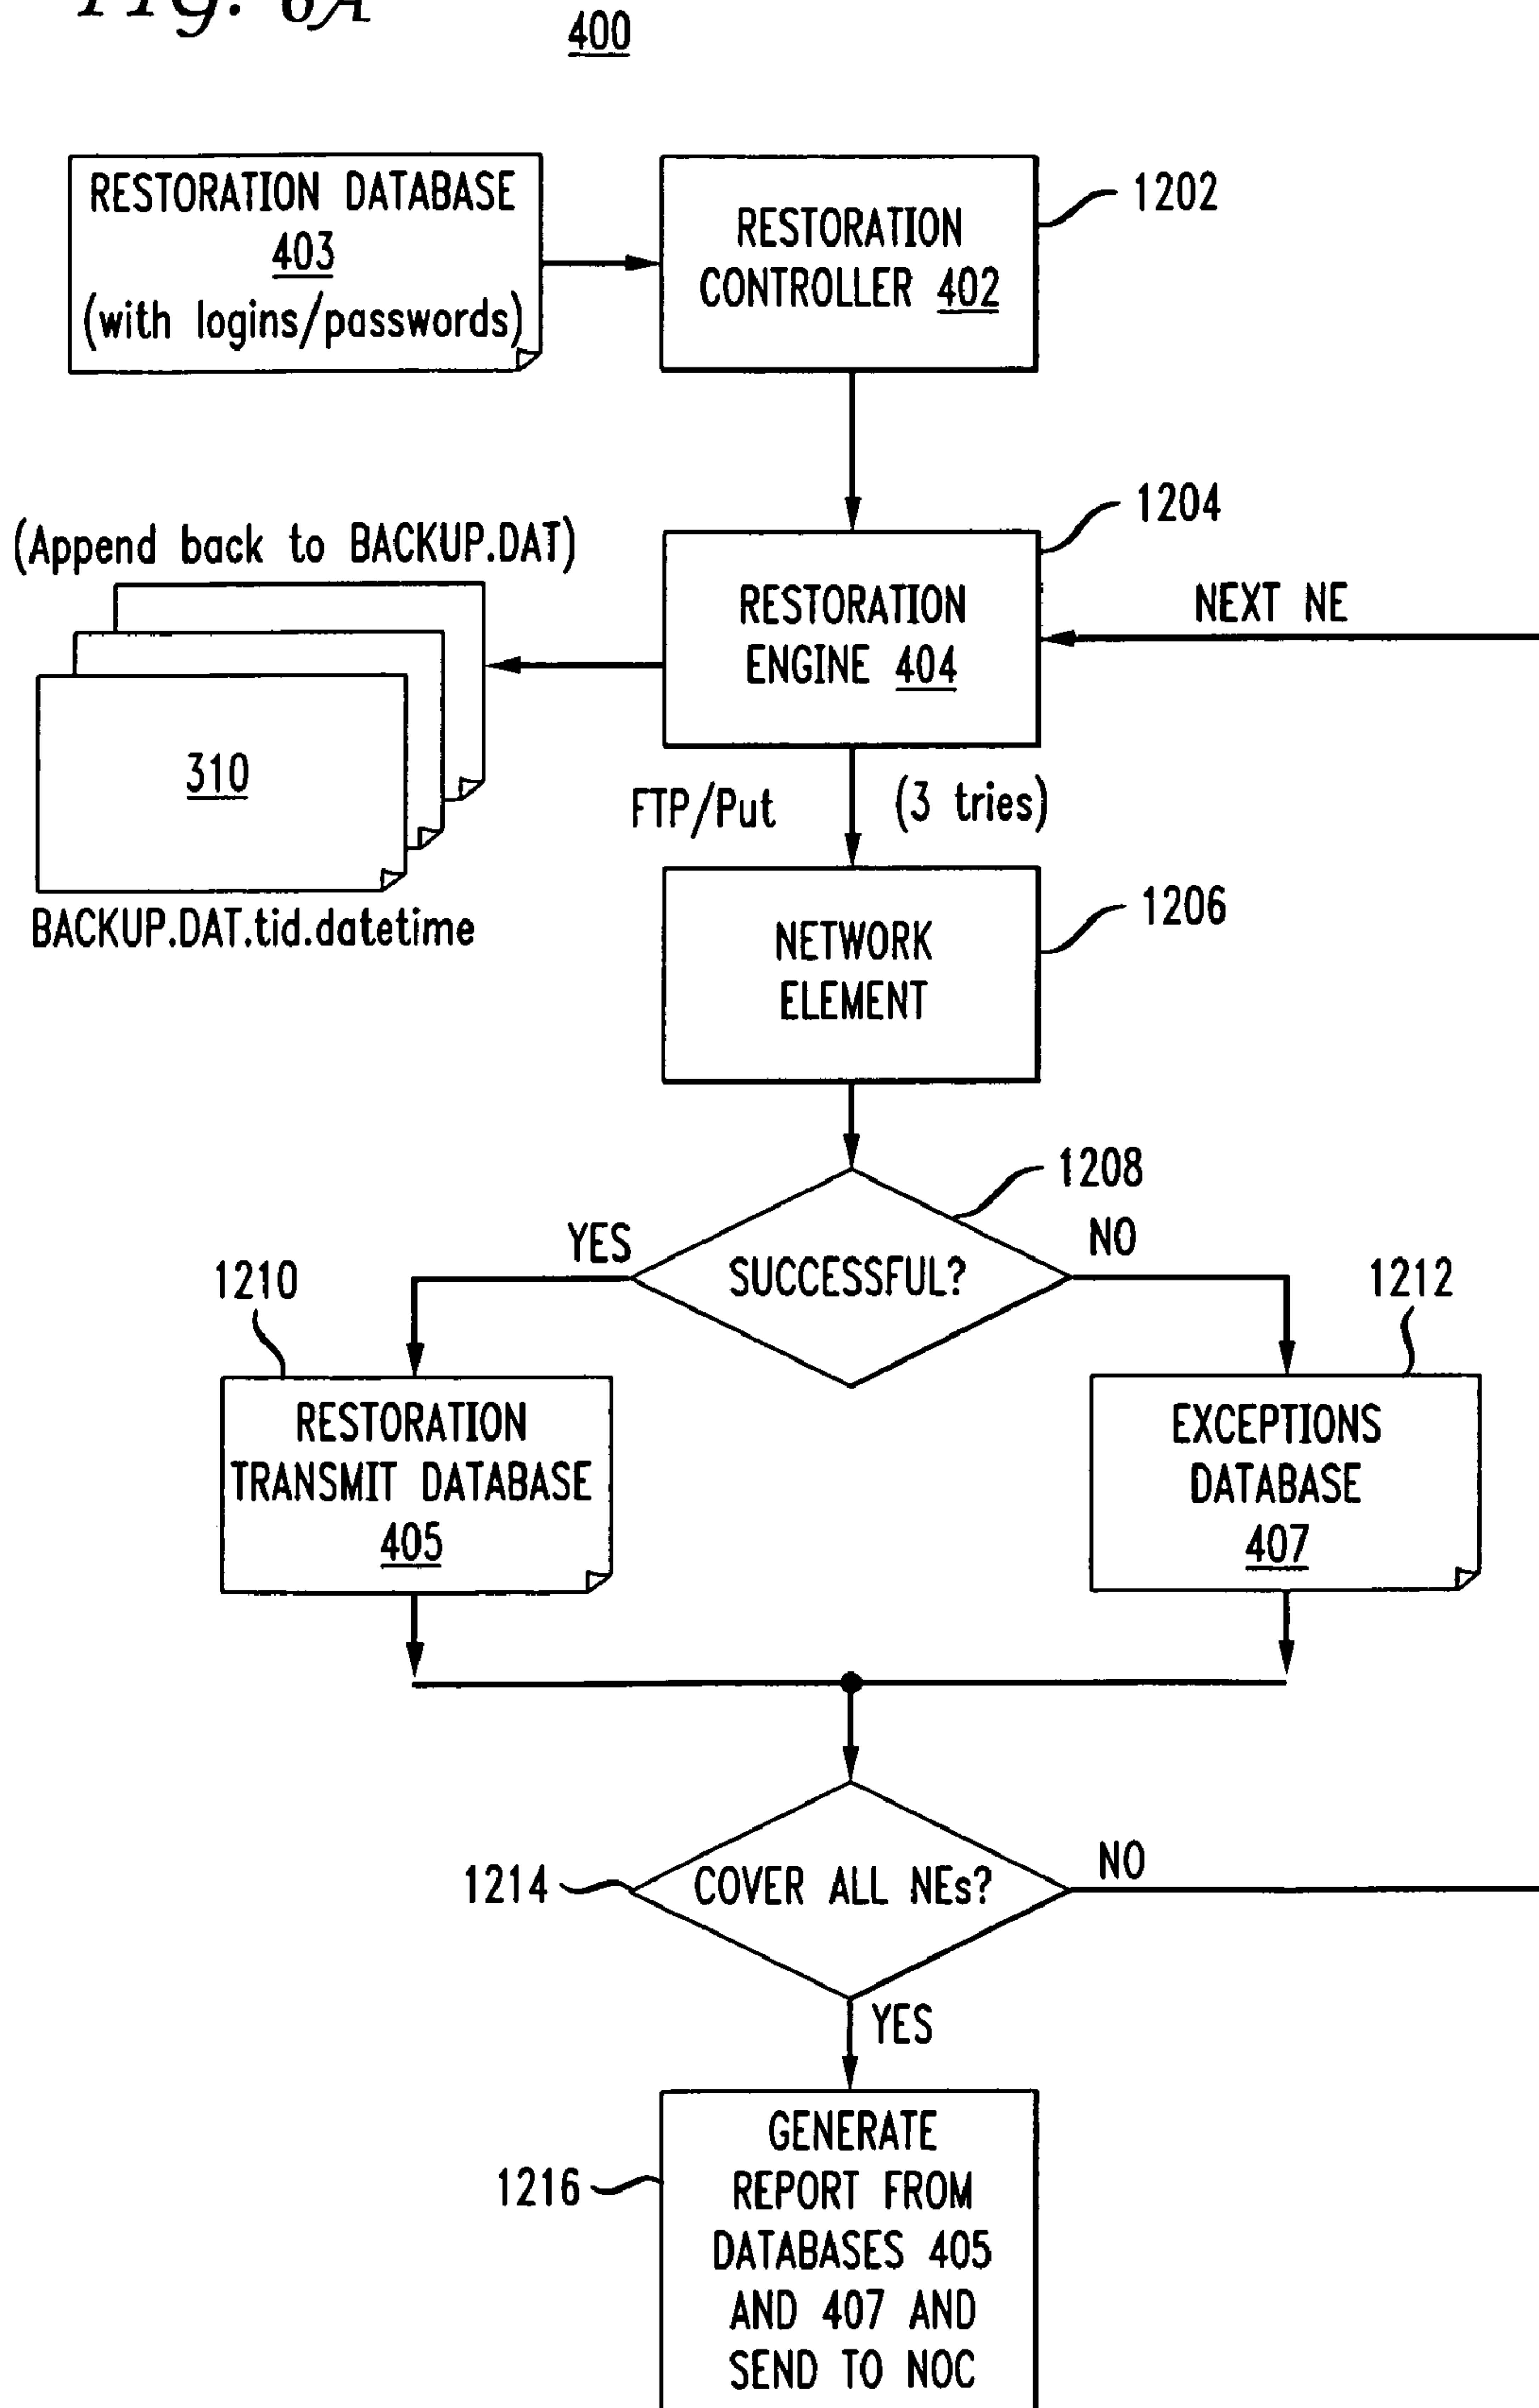 FIG. 6A
400
RESTORATION DATABASE
403
(with logins/passwords)
RESTORATION
CONTROLLER 402
1202
(Append back to BACKUP.DAT)
310
BACKUP.DAT.tid.datetime
RESTORATION
ENGINE 404
1204
NEXT NE
FTP/Put
(3 tries)
NETWORK
ELEMENT
1206
SUCCESSFUL?
1208
YES
NO
1210
RESTORATION
TRANSMIT DATABASE
405
1212
EXCEPTIONS
DATABASE
407
1214
COVER ALL NEs?
NO
YES
1216
GENERATE
REPORT FROM
DATABASES 405
AND 407 AND
SEND TO NOC